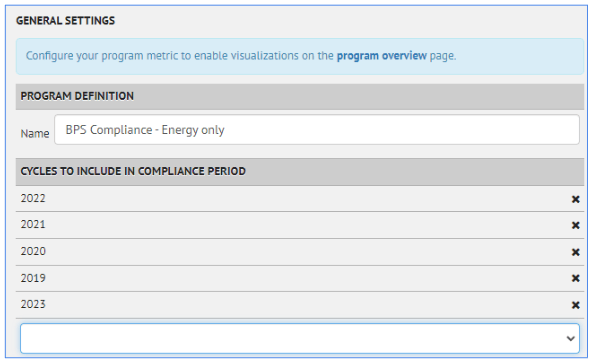 GENERAL SETTINGS
Configure your program metric to enable visualizations on the program overview page.
PROGRAM DEFINITION
Name BPS Compliance - Energy only
CYCLES TO INCLUDE IN COMPLIANCE PERIOD
2022
2021
2020
2019
2023